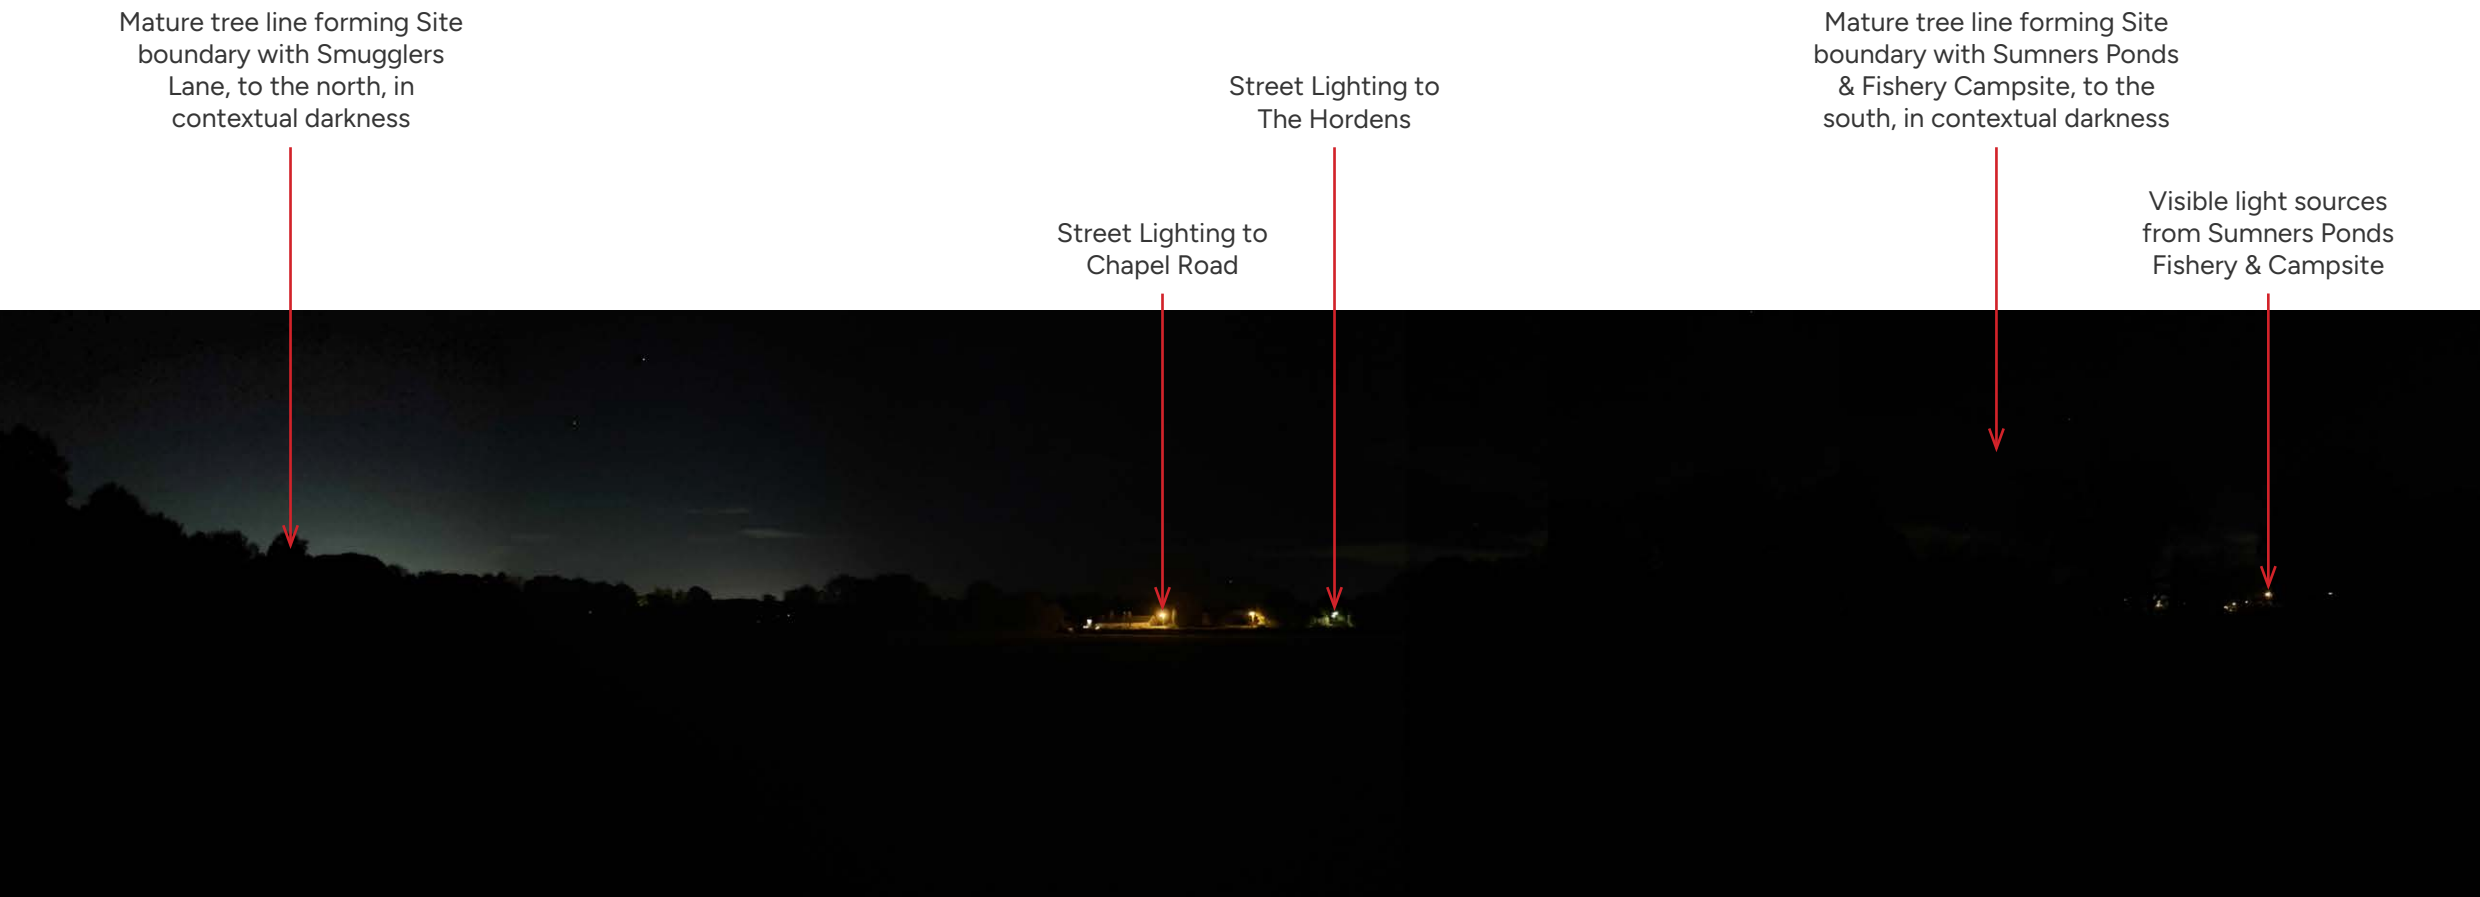 Mature tree line forming Site
boundary with Smugglers
Lane, to the north, in
contextual darkness
Street Lighting to
Chapel Road
Street Lighting to
The Hordens
Mature tree line forming Site
boundary with Sumners Ponds
& Fishery Campsite, to the
south, in contextual darkness
Visible light sources
from Sumners Ponds
Fishery & Campsite